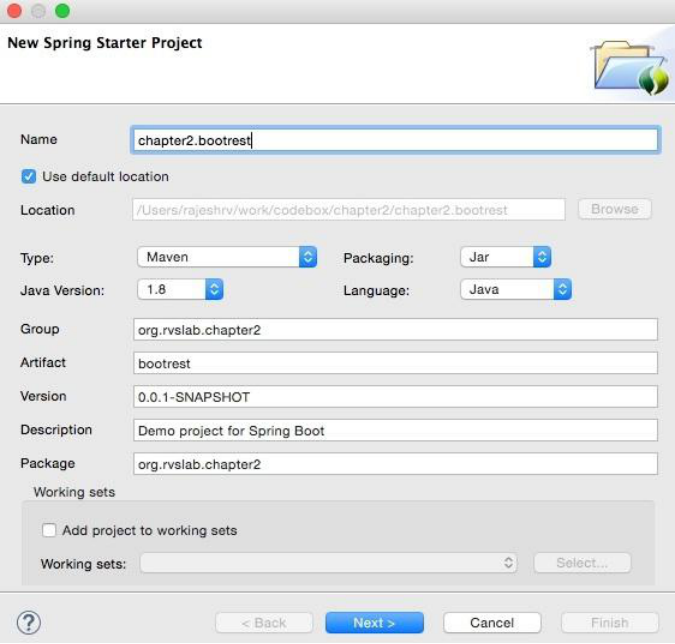 New Spring Starter Project
Name chapter2.bootrest
Use default location
Location /Users/rajeshrv/work/codebox/chapter2/chapter2.bootrest Browse
Type: Maven Packaging: Jar
Java Version: 1.8 Language: Java
Group org.rvslab.chapter2
Artifact bootrest
Version 0.0.1-SNAPSHOT
Description Demo project for Spring Boot
Package org.rvslab.chapter2
Working sets
Add project to working sets
Working sets: Select...
? < Back Next > Cancel Finish